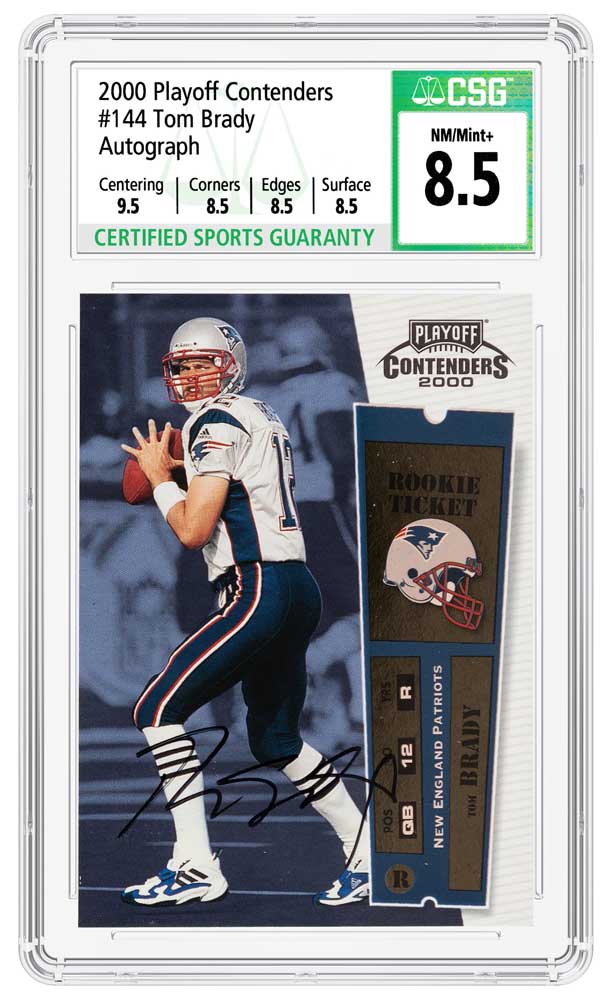 2000 Playoff Contenders
#144 Tom Brady
Autograph
Centering
9.5
Corners
8.5
Edges
8.5
Surface
8.5
CERTIFIED SPORTS GUARANTY
CSG
NM/Mint+
8.5
PLAYOFF
CONTENDERS
2000
ROOKIE
TICKET
YRS
R
12
POS
QB
NEW ENGLAND PATRIOTS
TOM BRADY
R
12
adidas